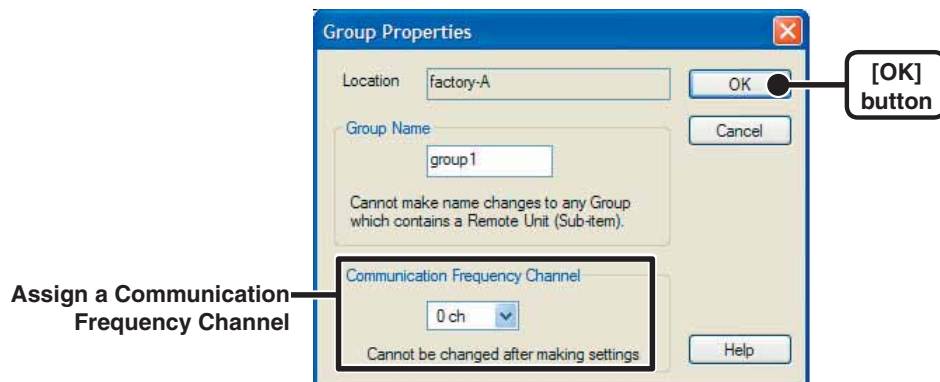 Group Properties
Location factory-A
OK
[OK]
button
Group Name
Cancel
group1
Cannot make name changes to any Group
which contains a Remote Unit (Sub-item).
Communication Frequency Channel
Assign a Communication
Frequency Channel
0 ch
Cannot be changed after making settings
Help